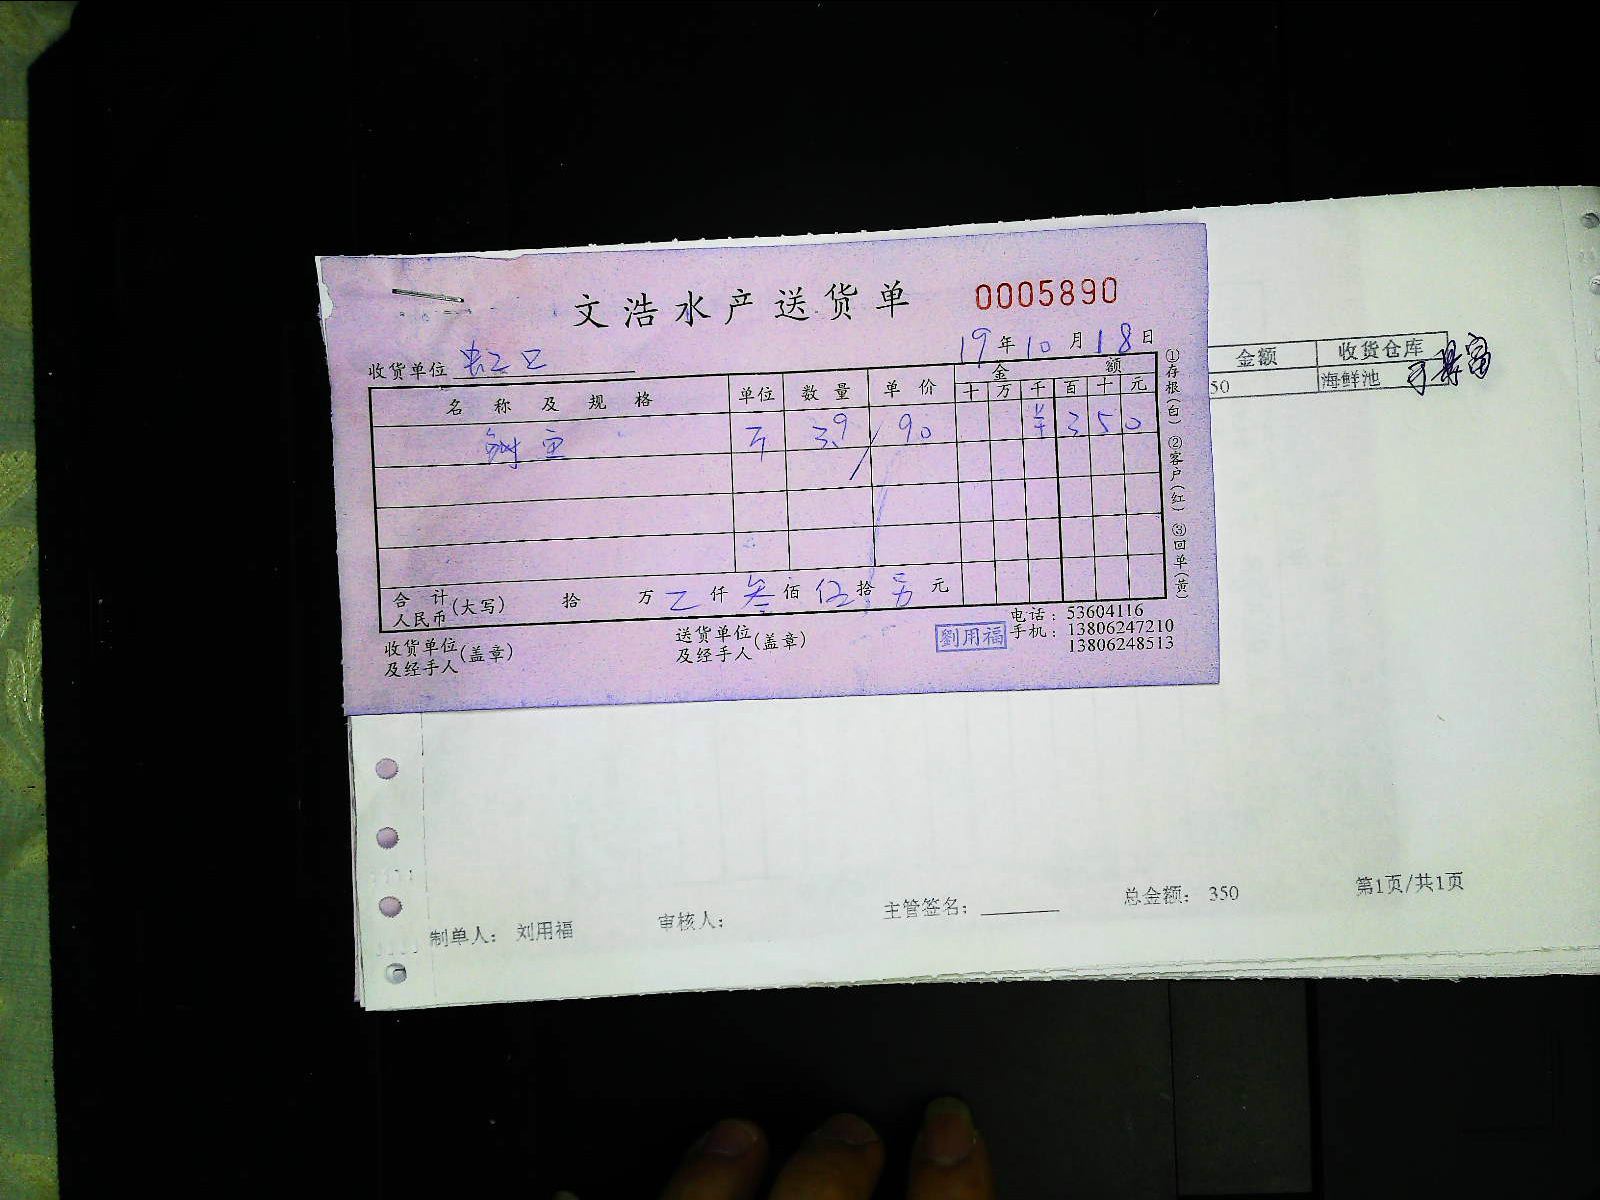 文浩水产送货单 0005890
19年10月18日
收货单位 虹口
名称及规格 单位 数量 单价 金额
十 万 千 百 十 元
鲥鱼 斤 3.9 90 ¥ 3 5 0
合计人民币(大写) 拾 万 乙 仟 叁 佰 伍 拾 另 元
收货单位及经手人(盖章) 送货单位及经手人(盖章)
劉用福
电话:53604116
手机:13806247210
13806248513
①存根(白) ②客户(红) ③回单(黄)
金额 收货仓库
50 海鲜池
制单人: 刘用福 审核人: 主管签名: 总金额: 350 第1页/共1页